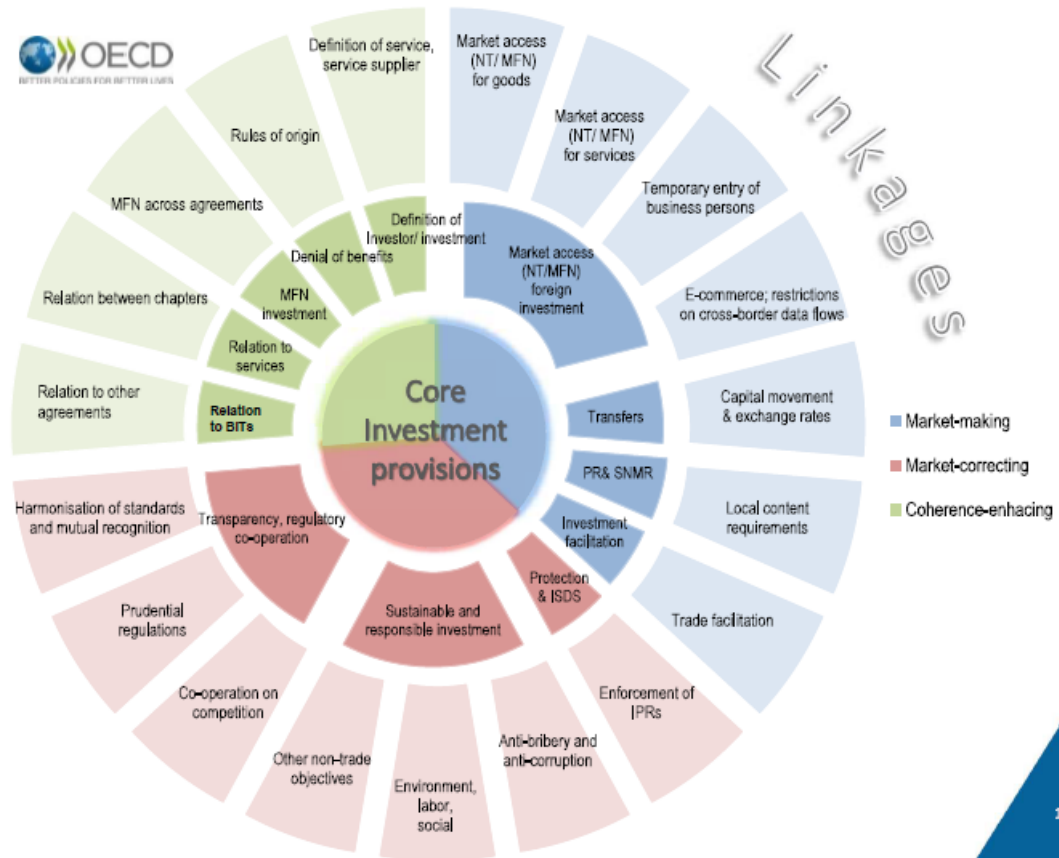 OECD
BETTER POLICIES FOR BETTER LIVES
Linkages
Definition of service,
service supplier
Market access
(NT/ MFN)
for goods
Market access
(NT/ MFN)
for services
Temporary entry of
business persons
E-commerce; restrictions
on cross-border data flows
Capital movement
& exchange rates
Local content
requirements
Trade facilitation
Enforcement of
IPRs
Anti-bribery and
anti-corruption
Environment,
labor,
social
Other non-trade
objectives
Co-operation on
competition
Prudential
regulations
Harmonisation of standards
and mutual recognition
Relation to other
agreements
Relation between chapters
MFN across agreements
Rules of origin
Definition of
Investor/ investment
Market access
(NT/MFN)
foreign
investment
Transfers
PR& SNMR
Investment
facilitation
Protection
& ISDS
Sustainable and
responsible investment
Transparency, regulatory
co-operation
Relation
to BITs
Relation to
services
MFN
investment
Denial of benefits
Core
Investment
provisions
Market-making
Market-correcting
Coherence-enhacing
1